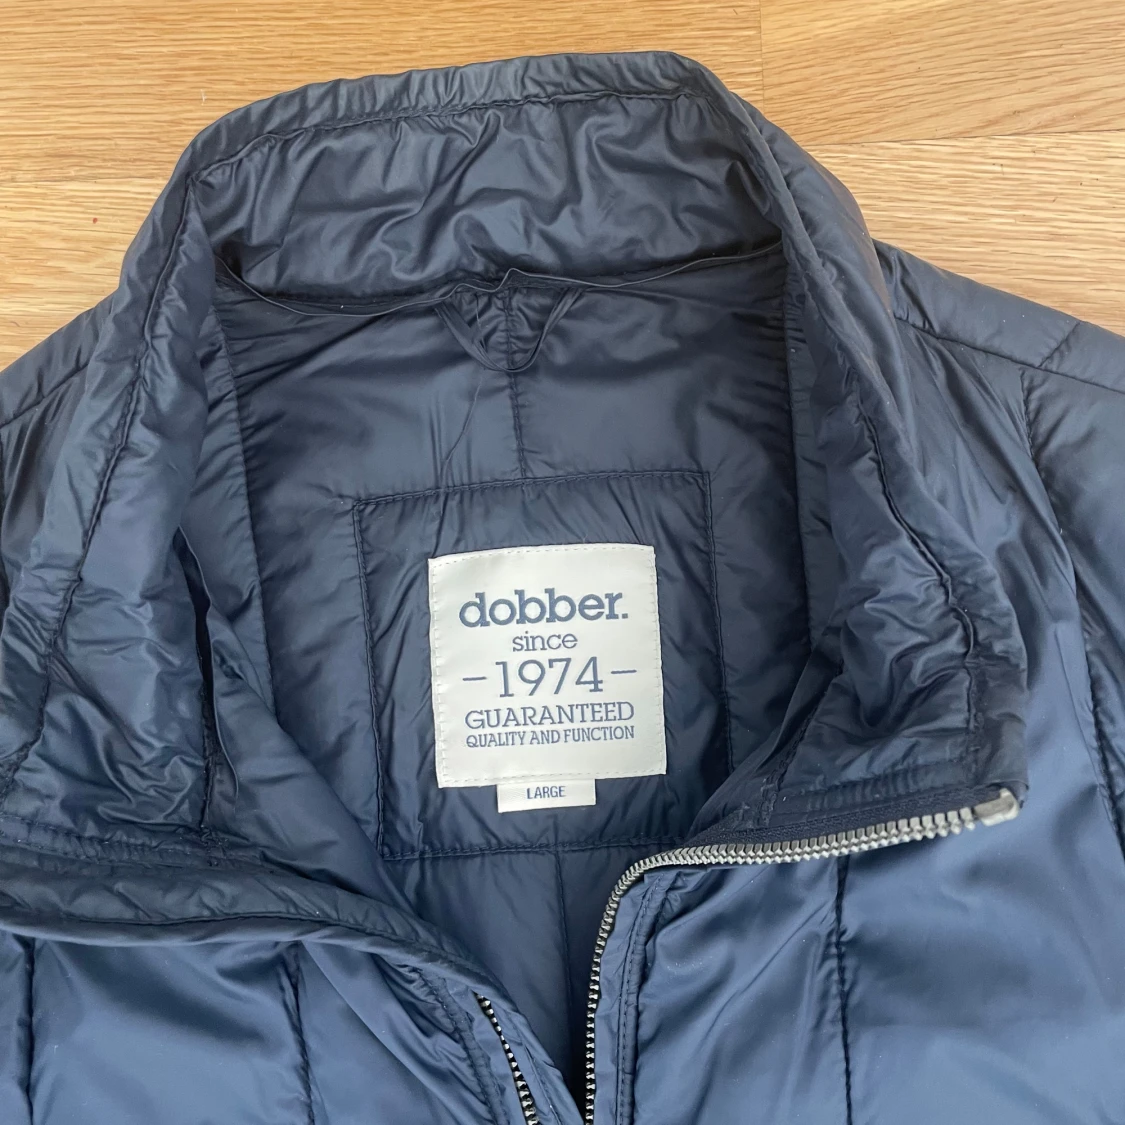 dobber.
since
-1974-
GUARANTEED
QUALITY AND FUNCTION
LARGE